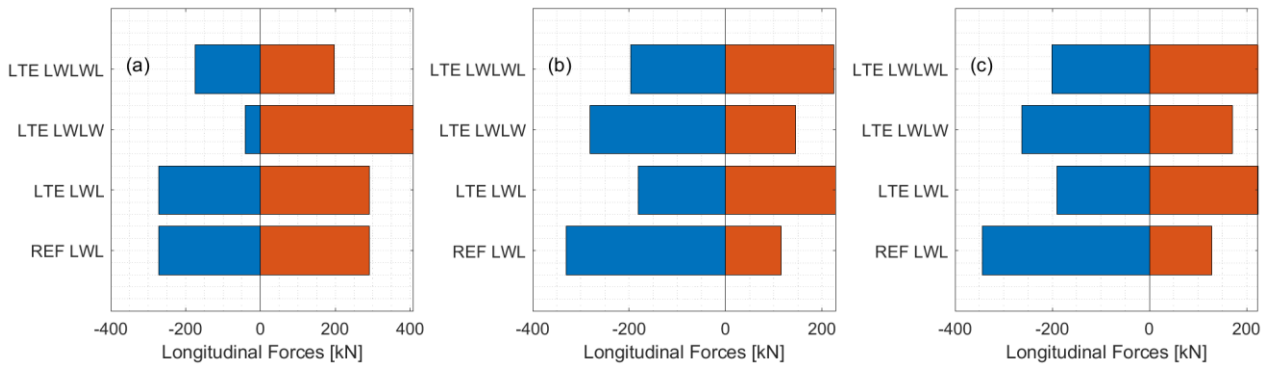 (a)
LTE LWLWL
LTE LWLW
LTE LWL
REF LWL
-400 -200 0 200 400
Longitudinal Forces [kN]
(b)
LTE LWLWL
LTE LWLW
LTE LWL
REF LWL
-400 -200 0 200
Longitudinal Forces [kN]
(c)
LTE LWLWL
LTE LWLW
LTE LWL
REF LWL
-400 -200 0 200
Longitudinal Forces [kN]